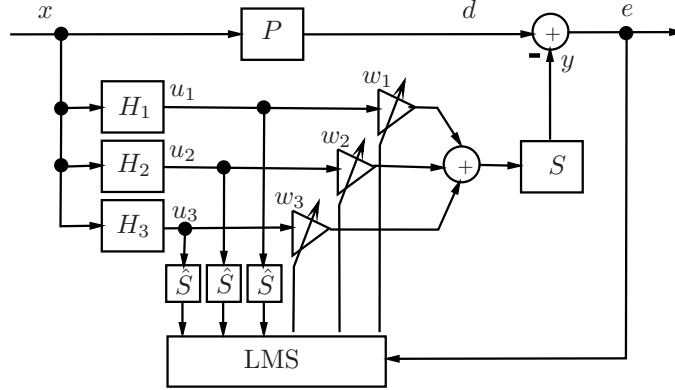 x
P
d
+
e
-
y
H₁
u₁
w₁
H₂
u₂
w₂
+
S
H₃
u₃
w₃
Ŝ
Ŝ
Ŝ
LMS